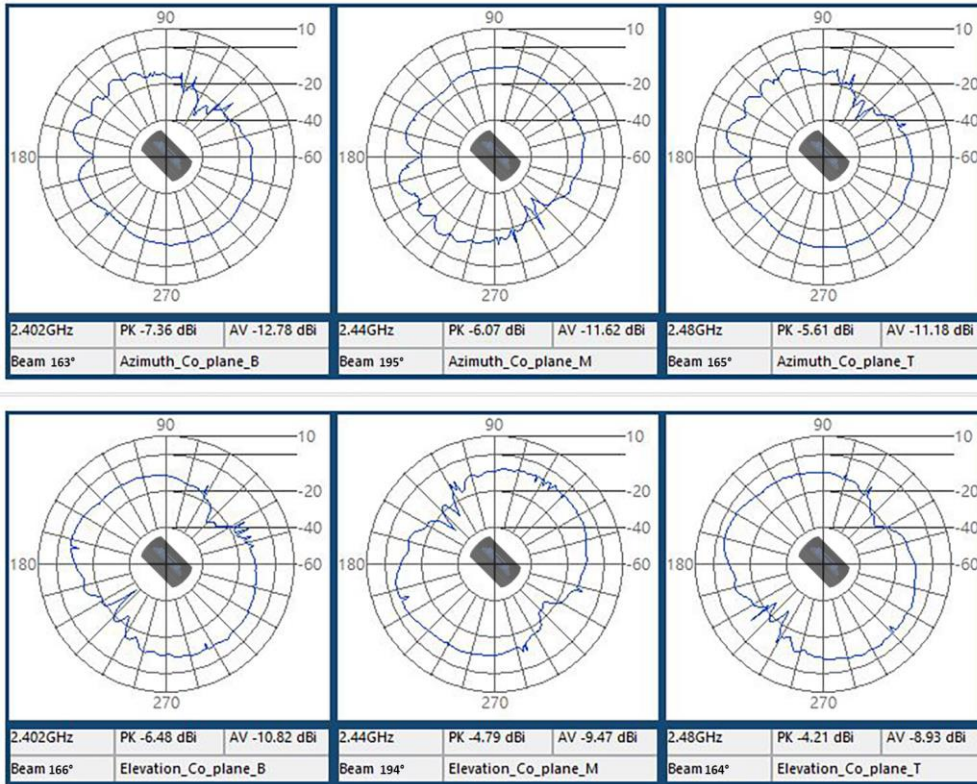 90 90 90
10 10 10
-20 -20 -20
-40 -40 -40
180 -60 180 -60 180 -60
270 270 270
2.402GHz PK -7.36 dBi AV -12.78 dBi 2.44GHz PK -6.07 dBi AV -11.62 dBi 2.48GHz PK -5.61 dBi AV -11.18 dBi
Beam 163° Azimuth_Co_plane_B Beam 195° Azimuth_Co_plane_M Beam 165° Azimuth_Co_plane_T
90 90 90
10 10 10
-20 -20 -20
-40 -40 -40
180 -60 180 -60 180 -60
270 270 270
2.402GHz PK -6.48 dBi AV -10.82 dBi 2.44GHz PK -4.79 dBi AV -9.47 dBi 2.48GHz PK -4.21 dBi AV -8.93 dBi
Beam 166° Elevation_Co_plane_B Beam 194° Elevation_Co_plane_M Beam 164° Elevation_Co_plane_T